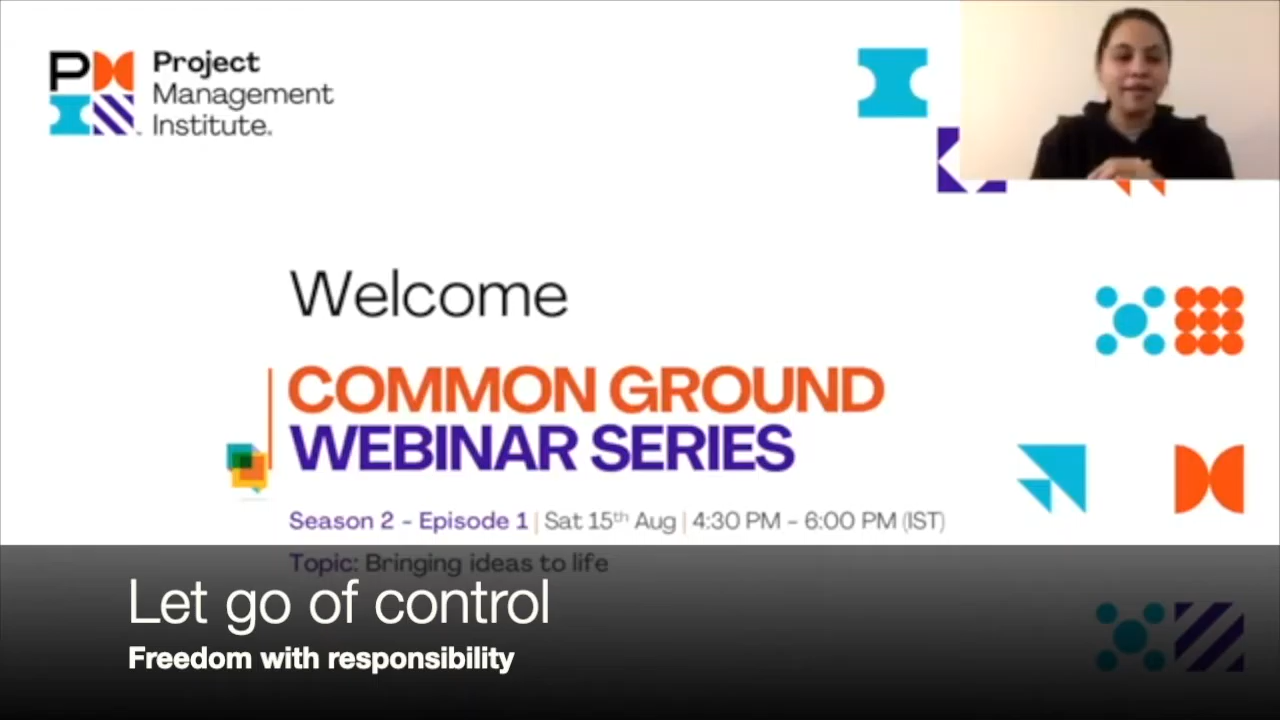 Project
Management
Institute.
Welcome
COMMON GROUND
WEBINAR SERIES
Season 2 - Episode 1 | Sat 15th Aug | 4:30 PM - 6:00 PM (IST)
Topic: Bringing ideas to life
Let go of control
Freedom with responsibility